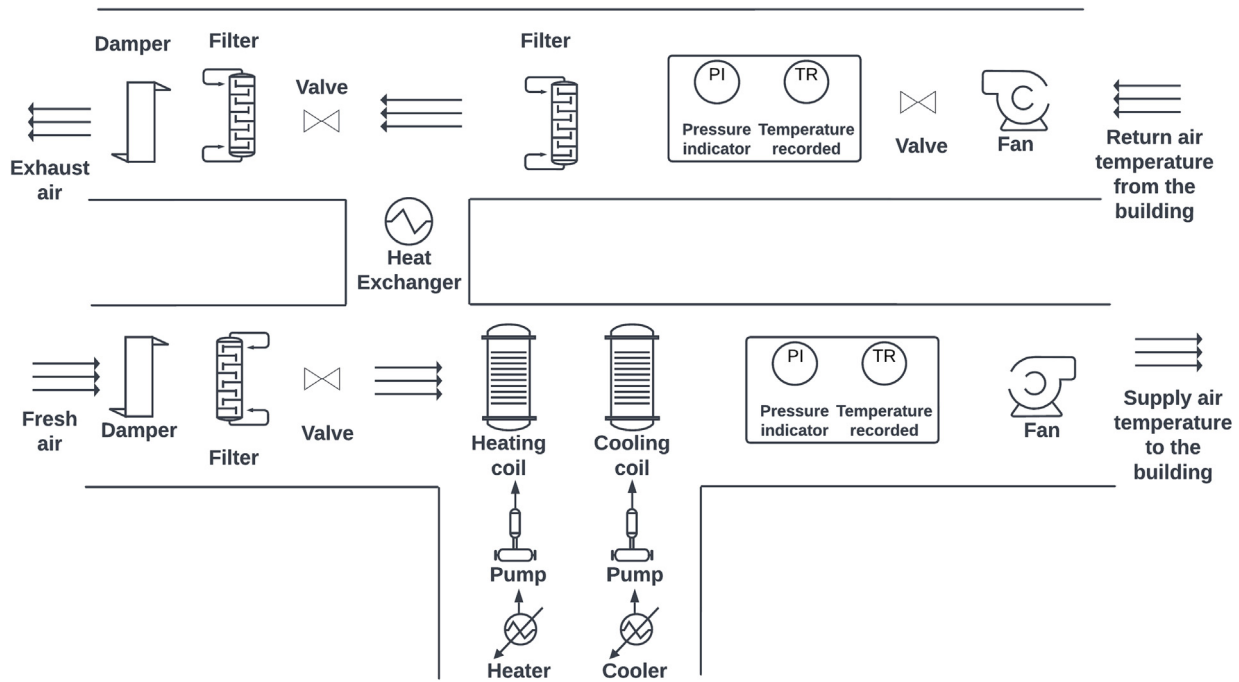 Damper
Filter
Filter
Valve
PI
TR
Pressure
indicator
Temperature
recorded
Valve
Fan
Exhaust
air
Return air
temperature
from the
building
Heat
Exchanger
Fresh
air
Damper
Filter
Valve
Heating
coil
Cooling
coil
PI
TR
Pressure
indicator
Temperature
recorded
Fan
Supply air
temperature
to the
building
Pump
Pump
Heater
Cooler